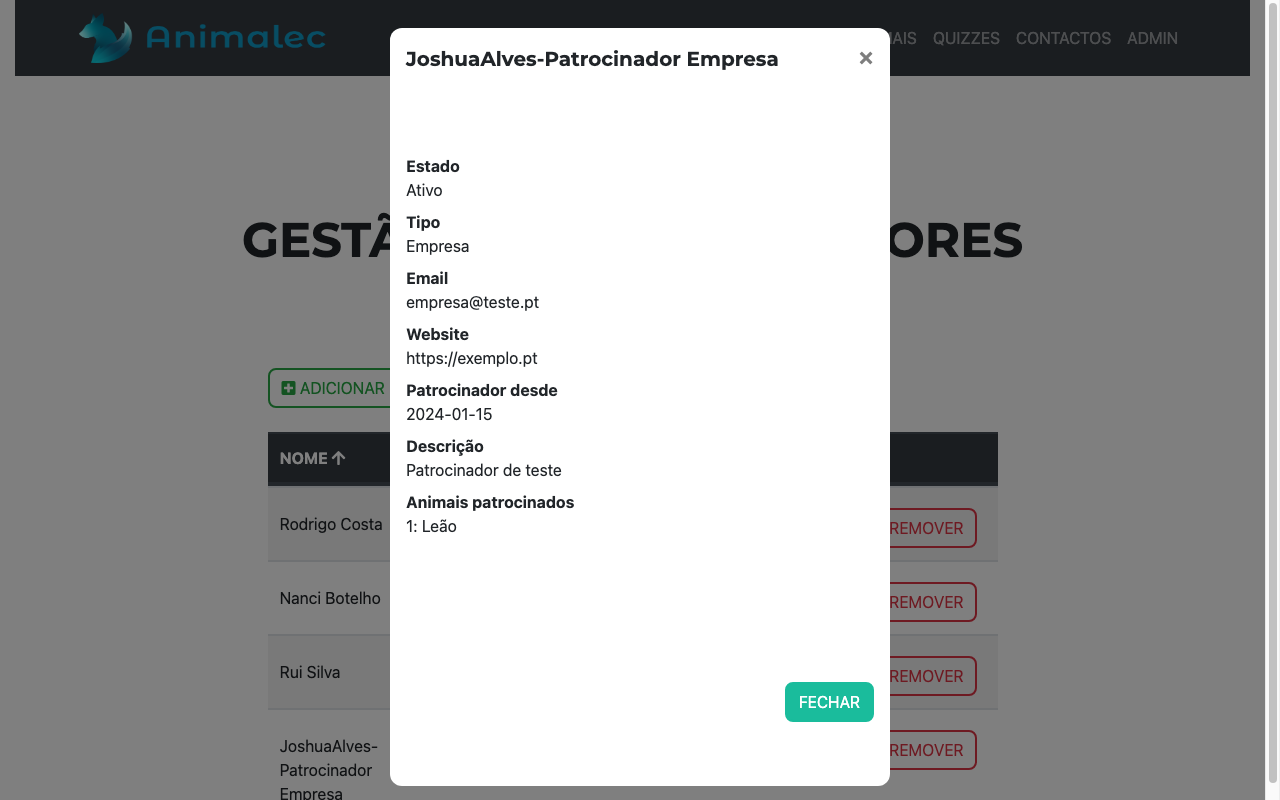 Animalec
AIS QUIZZES CONTACTOS ADMIN
JoshuaAlves-Patrocinador Empresa
×
Estado
Ativo
Tipo
Empresa
Email
empresa@teste.pt
Website
https://exemplo.pt
Patrocinador desde
2024-01-15
Descrição
Patrocinador de teste
Animais patrocinados
1: Leão
FECHAR
GESTÃ ORES
ADICIONAR
NOME
Rodrigo Costa REMOVER
Nanci Botelho REMOVER
Rui Silva REMOVER
JoshuaAlves- REMOVER
Patrocinador
Empresa